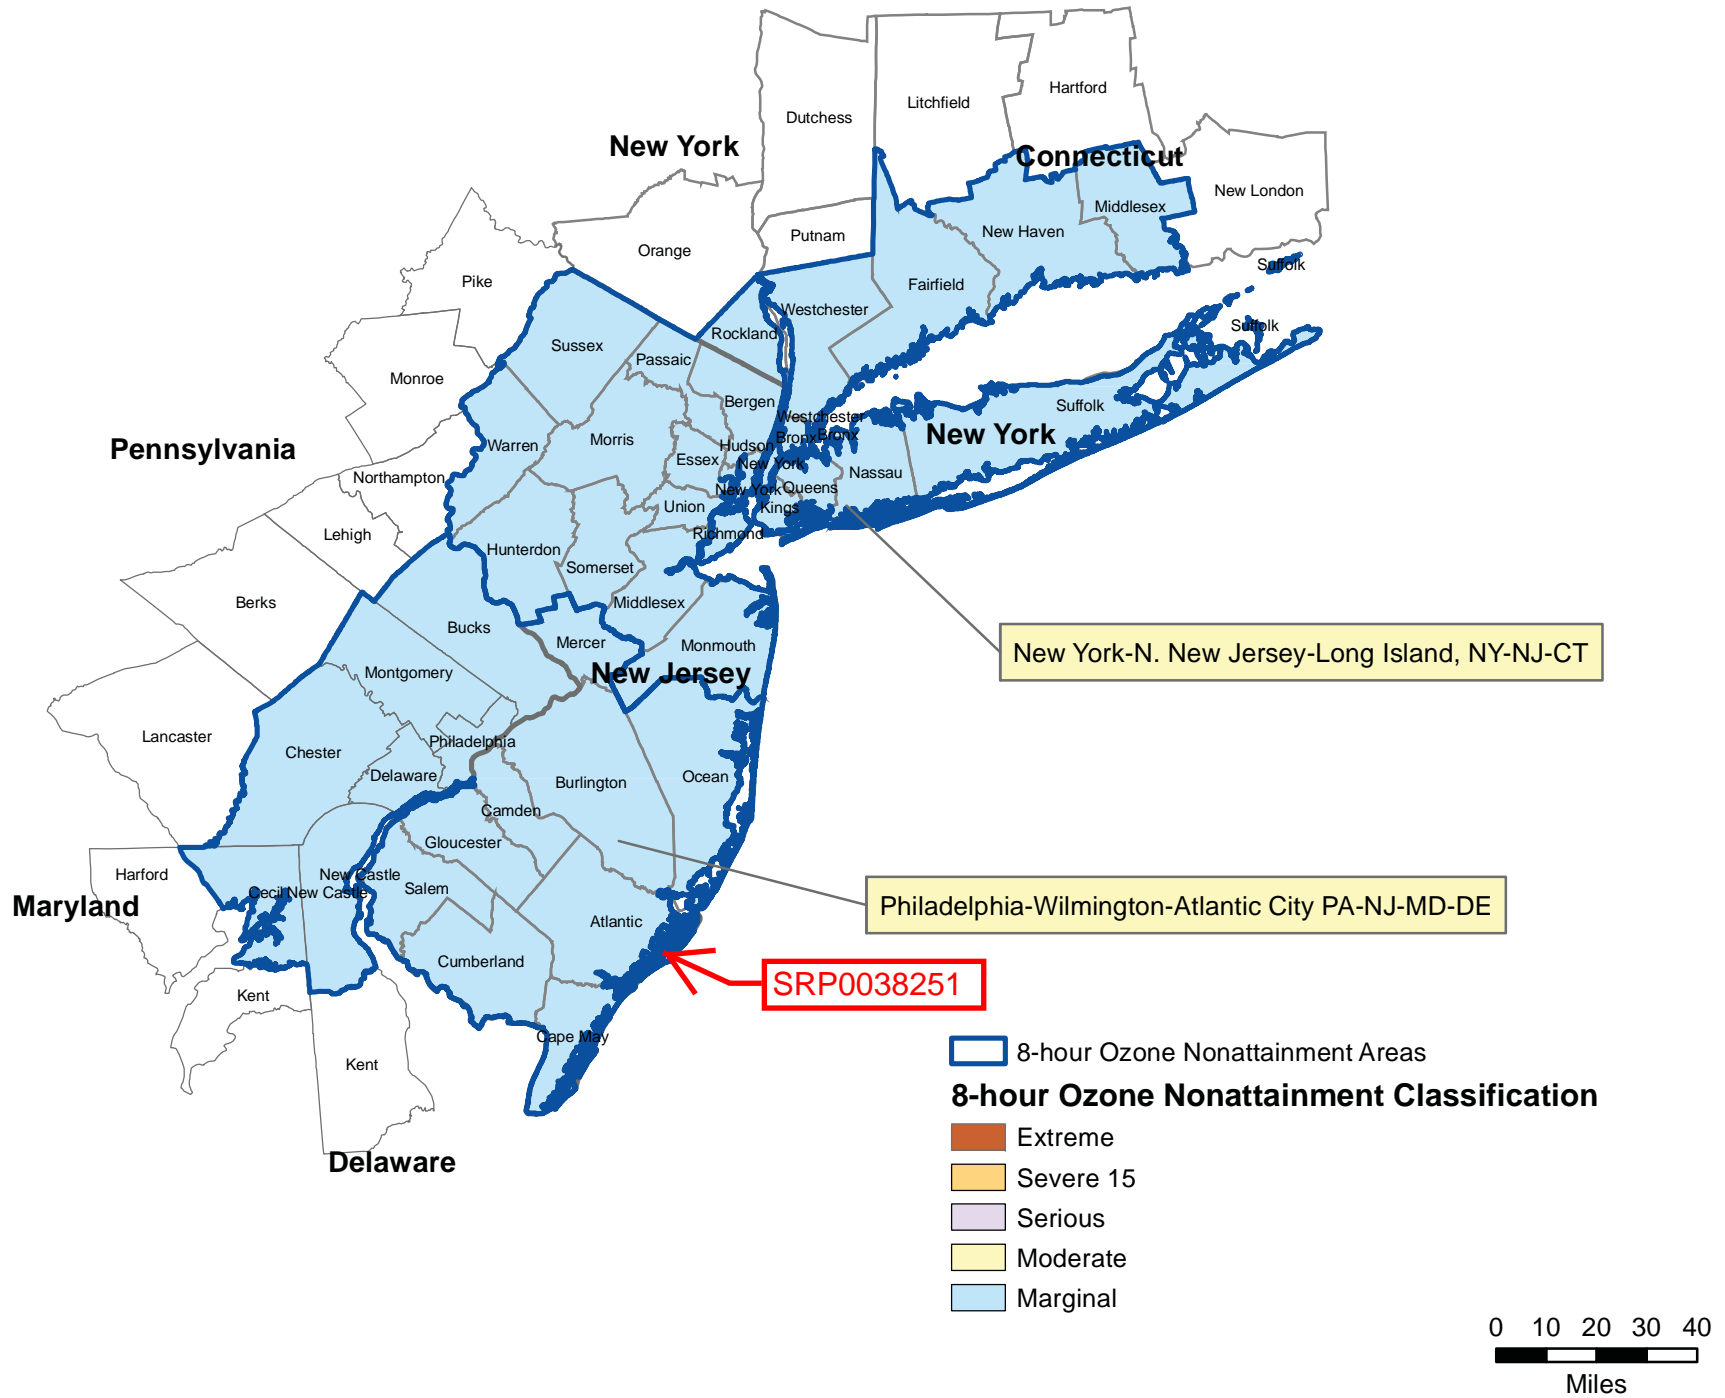 Hartford
Litchfield
Dutchess
New York
Connecticut
New London
Middlesex
New Haven
Putnam
Orange
Suffolk
Pike
Fairfield
Westchester
Suffolk
Rockland
Sussex
Passaic
Monroe
Bergen
Suffolk
Westchester
New York
Bronx
Bronx
Morris
Warren
Hudson
Pennsylvania
Essex
New York
Nassau
Northampton
Queens
New York
Union
Kings
Richmond
Lehigh
Hunterdon
Somerset
Berks
Middlesex
Bucks
Mercer
Monmouth
New York-N. New Jersey-Long Island, NY-NJ-CT
Montgomery
New Jersey
Lancaster
Philadelphia
Chester
Delaware
Ocean
Burlington
Camden
Gloucester
Harford
New Castle
Salem
Cecil
New Castle
Maryland
Philadelphia-Wilmington-Atlantic City PA-NJ-MD-DE
Atlantic
Cumberland
SRP0038251
Kent
Cape May
Kent
Delaware
8-hour Ozone Nonattainment Areas
8-hour Ozone Nonattainment Classification
Extreme
Severe 15
Serious
Moderate
Marginal
0 10 20 30 40
Miles